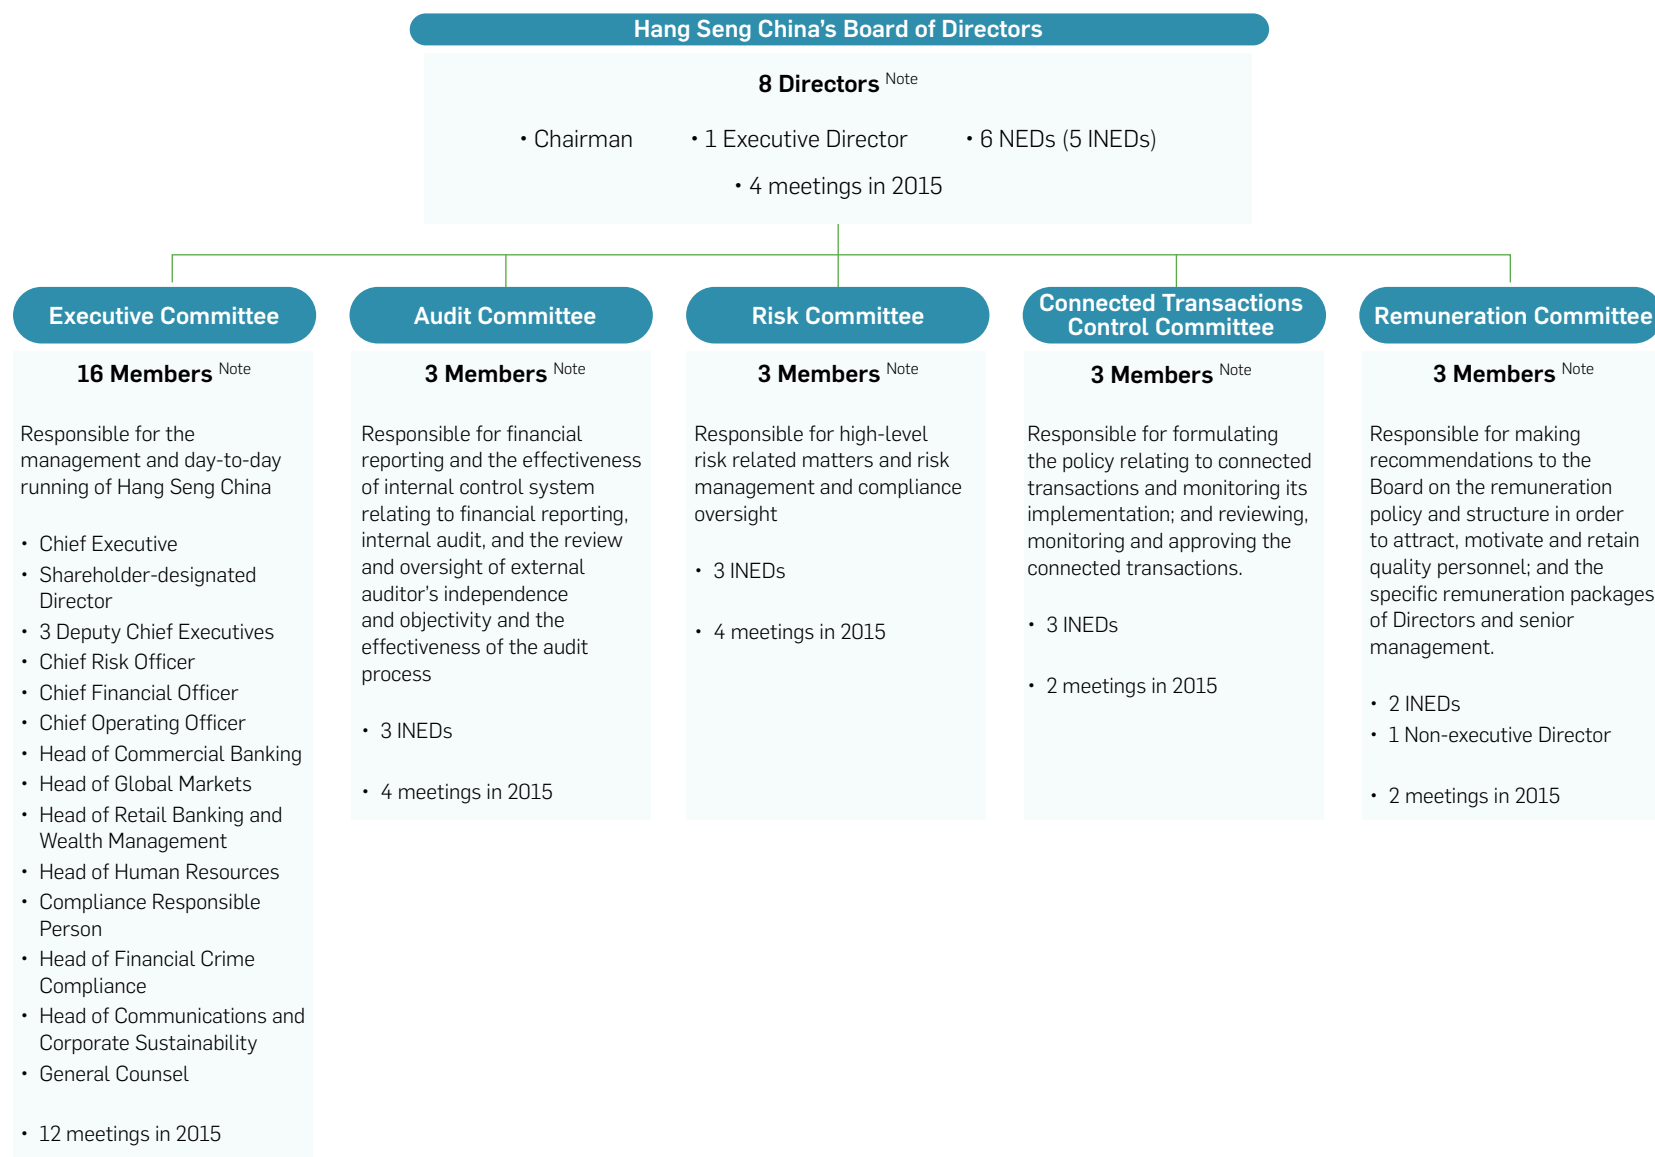 Hang Seng China's Board of Directors
8 Directors Note
• Chairman • 1 Executive Director • 6 NEDs (5 INEDs)
• 4 meetings in 2015
Executive Committee
16 Members Note
Responsible for the
management and day-to-day
running of Hang Seng China
• Chief Executive
• Shareholder-designated
Director
• 3 Deputy Chief Executives
• Chief Risk Officer
• Chief Financial Officer
• Chief Operating Officer
• Head of Commercial Banking
• Head of Global Markets
• Head of Retail Banking and
Wealth Management
• Head of Human Resources
• Compliance Responsible
Person
• Head of Financial Crime
Compliance
• Head of Communications and
Corporate Sustainability
• General Counsel
• 12 meetings in 2015
Audit Committee
3 Members Note
Responsible for financial
reporting and the effectiveness
of internal control system
relating to financial reporting,
internal audit, and the review
and oversight of external
auditor's independence
and objectivity and the
effectiveness of the audit
process
• 3 INEDs
• 4 meetings in 2015
Risk Committee
3 Members Note
Responsible for high-level
risk related matters and risk
management and compliance
oversight
• 3 INEDs
• 4 meetings in 2015
Connected Transactions
Control Committee
3 Members Note
Responsible for formulating
the policy relating to connected
transactions and monitoring its
implementation; and reviewing,
monitoring and approving the
connected transactions.
• 3 INEDs
• 2 meetings in 2015
Remuneration Committee
3 Members Note
Responsible for making
recommendations to the
Board on the remuneration
policy and structure in order
to attract, motivate and retain
quality personnel; and the
specific remuneration packages
of Directors and senior
management.
• 2 INEDs
• 1 Non-executive Director
• 2 meetings in 2015